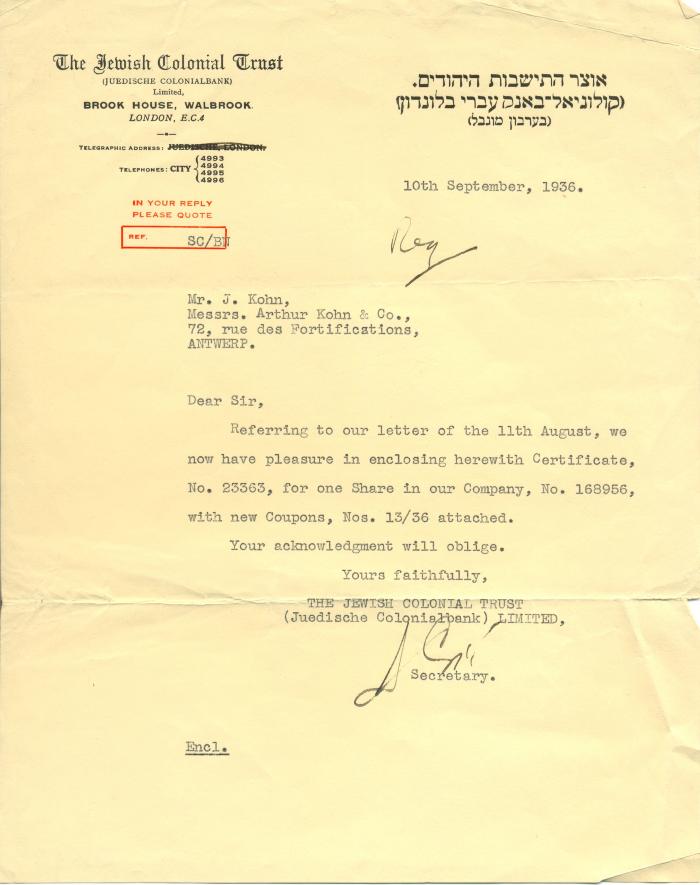 The Jewish Colonial Trust
(JUEDISCHE COLONIALBANK)
Limited,
BROOK HOUSE, WALBROOK.
LONDON, E.C.4
TELEGRAPHIC ADDRESS: JUEDISCHE, LONDON.
TELEPHONES: CITY 4993
4994
4995
4996
IN YOUR REPLY
PLEASE QUOTE
REF. SC/BN
אוצר התישבות היהודים.
(קולוניאל־באנק עברי בלונדון)
(בערבון מוגבל)
10th September, 1936.
Reg
Mr. J. Kohn,
Messrs. Arthur Kohn & Co.,
72, rue des Fortifications,
ANTWERP.
Dear Sir,
Referring to our letter of the 11th August, we
now have pleasure in enclosing herewith Certificate,
No. 23363, for one Share in our Company, No. 168956,
with new Coupons, Nos. 13/36 attached.
Your acknowledgment will oblige.
Yours faithfully,
THE JEWISH COLONIAL TRUST
(Juedische Colonialbank) LIMITED,
Secretary.
Encl.